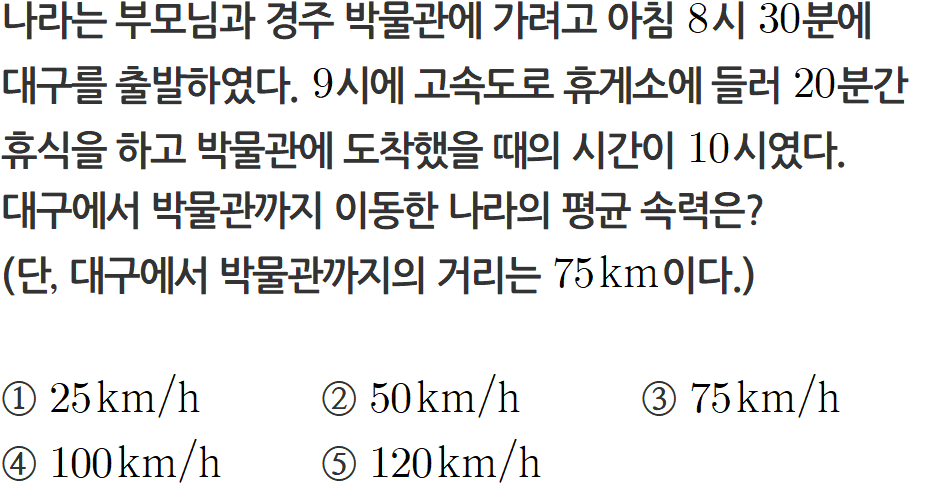 나라는 부모님과 경주 박물관에 가려고 아침 8시 30분에
대구를 출발하였다. 9시에 고속도로 휴게소에 들러 20분간
휴식을 하고 박물관에 도착했을 때의 시간이 10시였다.
대구에서 박물관까지 이동한 나라의 평균 속력은?
(단, 대구에서 박물관까지의 거리는 75km이다.)
① 25km/h ② 50km/h ③ 75km/h
④ 100km/h ⑤ 120km/h